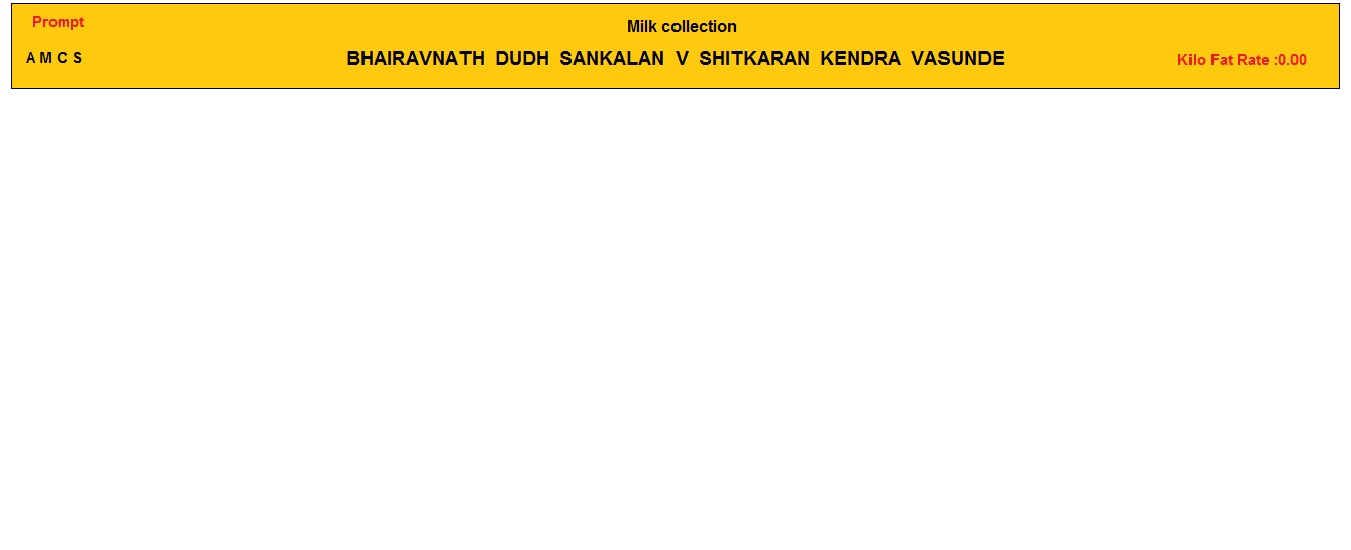 Prompt
Milk collection
A M C S
BHAIRAVNATH DUDH SANKALAN V SHITKARAN KENDRA VASUNDE
Kilo Fat Rate :0.00